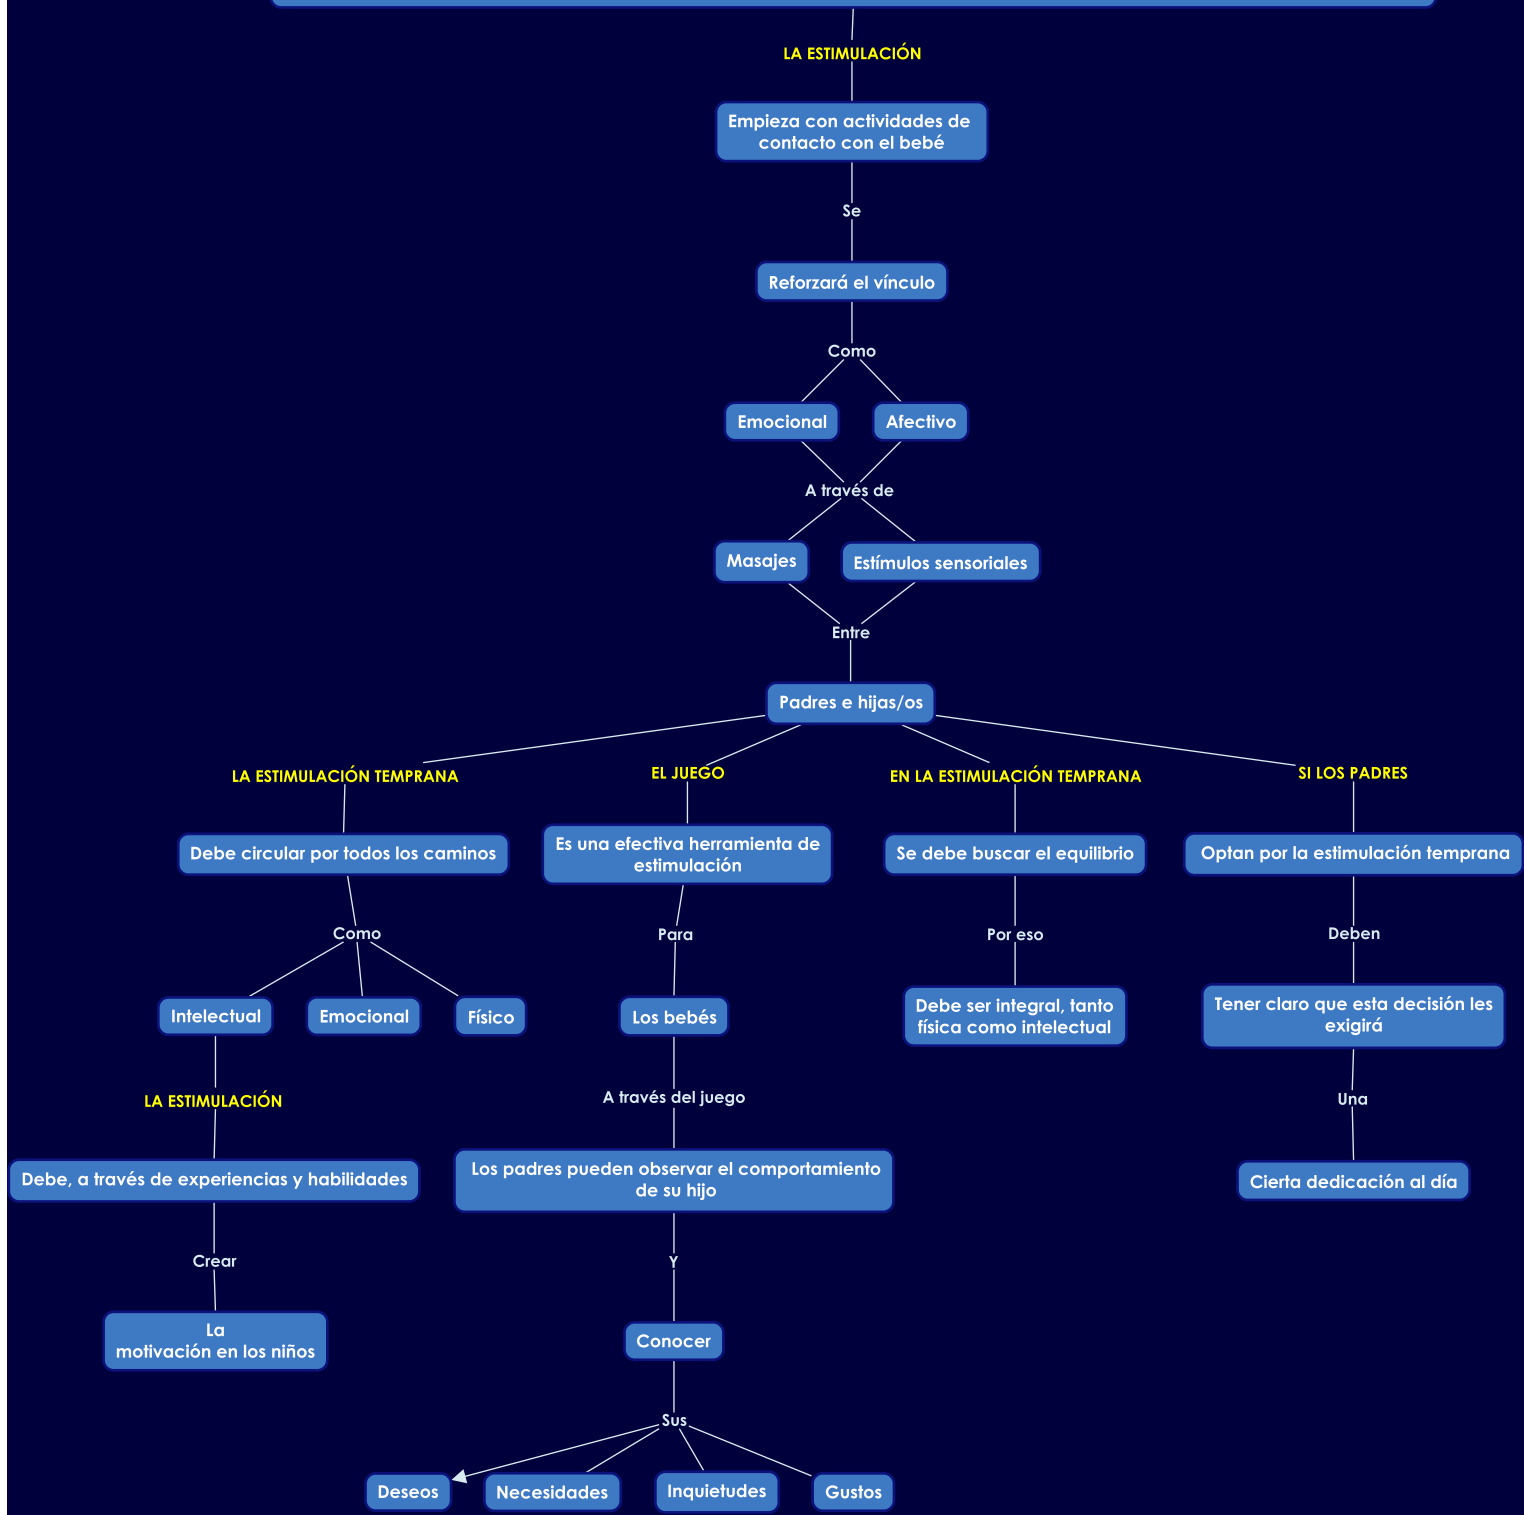 LA ESTIMULACIÓN
Empieza con actividades de
contacto con el bebé
Se
Reforzará el vínculo
Como
Emocional
Afectivo
A través de
Masajes
Estímulos sensoriales
Entre
Padres e hijas/os
LA ESTIMULACIÓN TEMPRANA
Debe circular por todos los caminos
Como
Intelectual
Emocional
Físico
LA ESTIMULACIÓN
Debe, a través de experiencias y habilidades
Crear
La
motivación en los niños
EL JUEGO
Es una efectiva herramienta de
estimulación
Para
Los bebés
A través del juego
Los padres pueden observar el comportamiento
de su hijo
Y
Conocer
Sus
Deseos
Necesidades
Inquietudes
Gustos
EN LA ESTIMULACIÓN TEMPRANA
Se debe buscar el equilibrio
Por eso
Debe ser integral, tanto
física como intelectual
SI LOS PADRES
Optan por la estimulación temprana
Deben
Tener claro que esta decisión les
exigirá
Una
Cierta dedicación al día